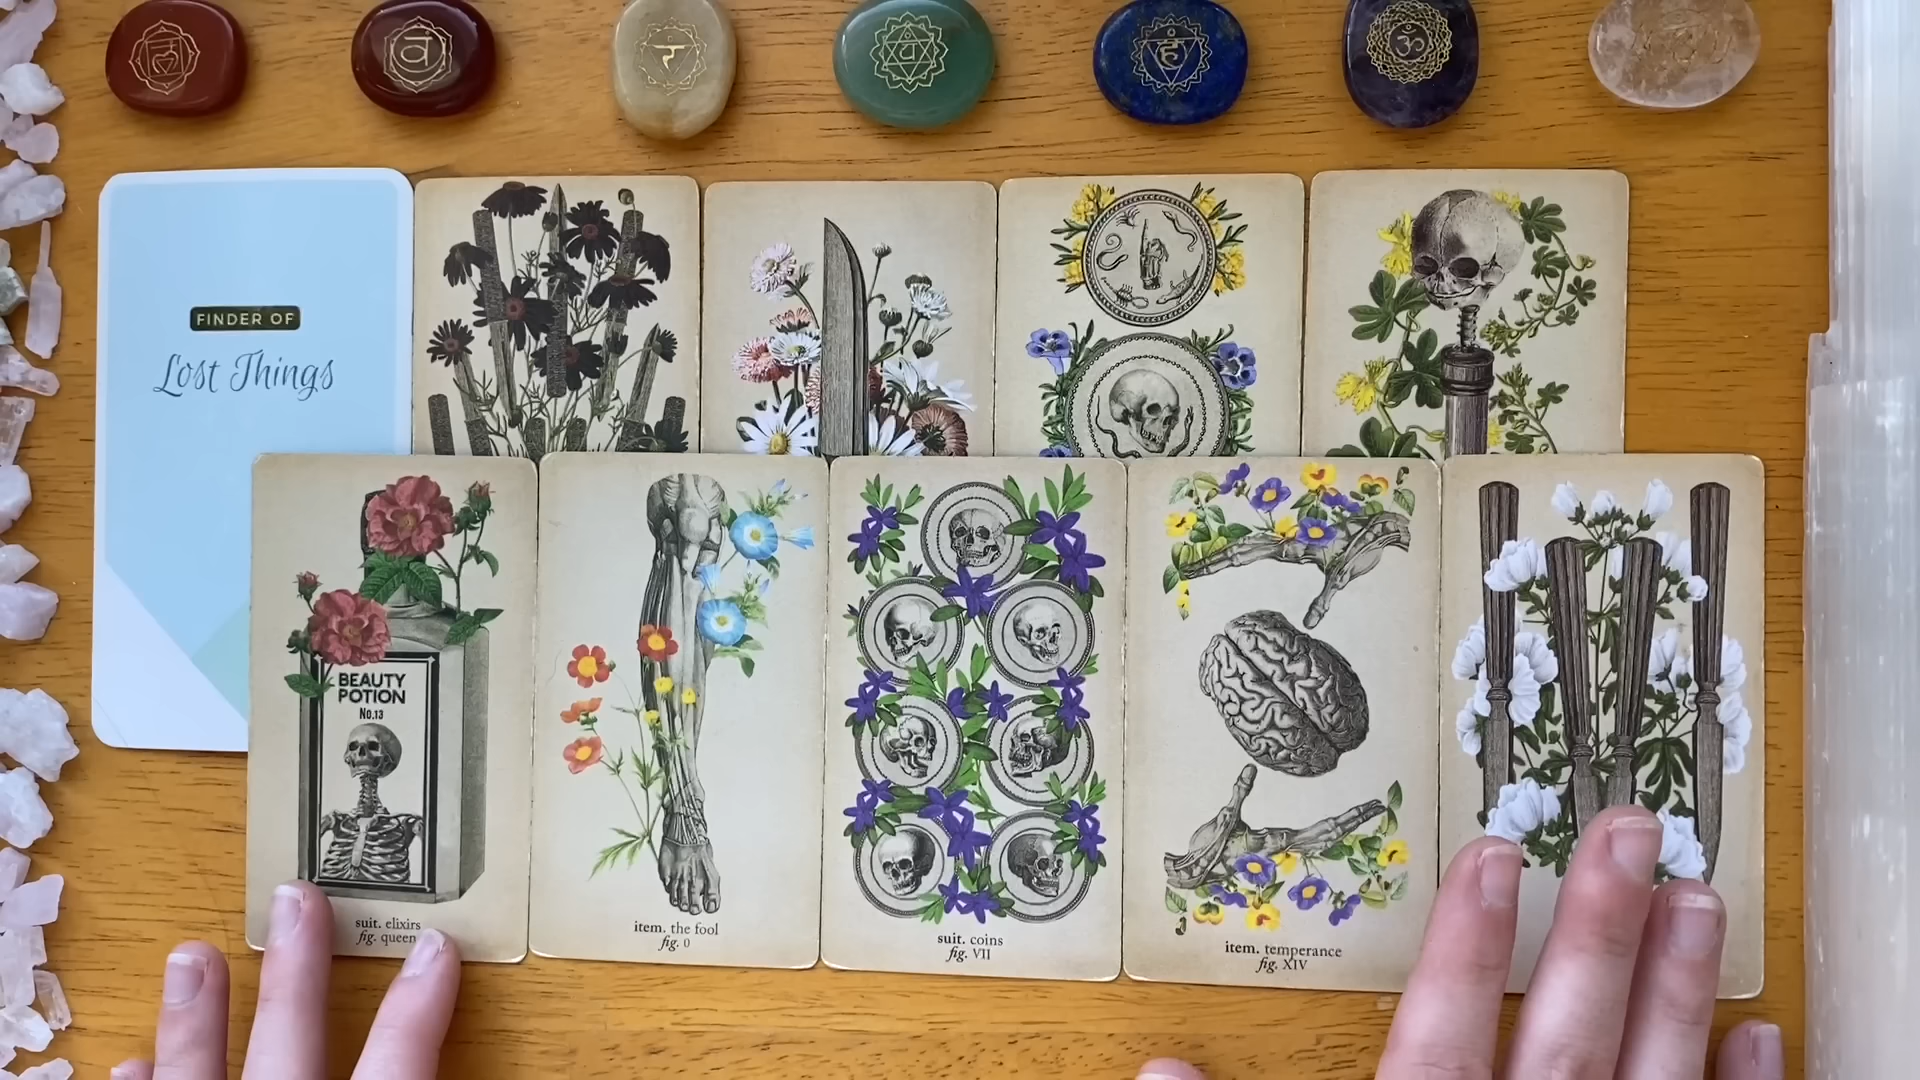 FINDER OF
Lost Things
BEAUTY
POTION
No.13
suit. elixirs
fig. queen
item. the fool
fig. 0
suit. coins
fig. VII
item. temperance
fig. XIV